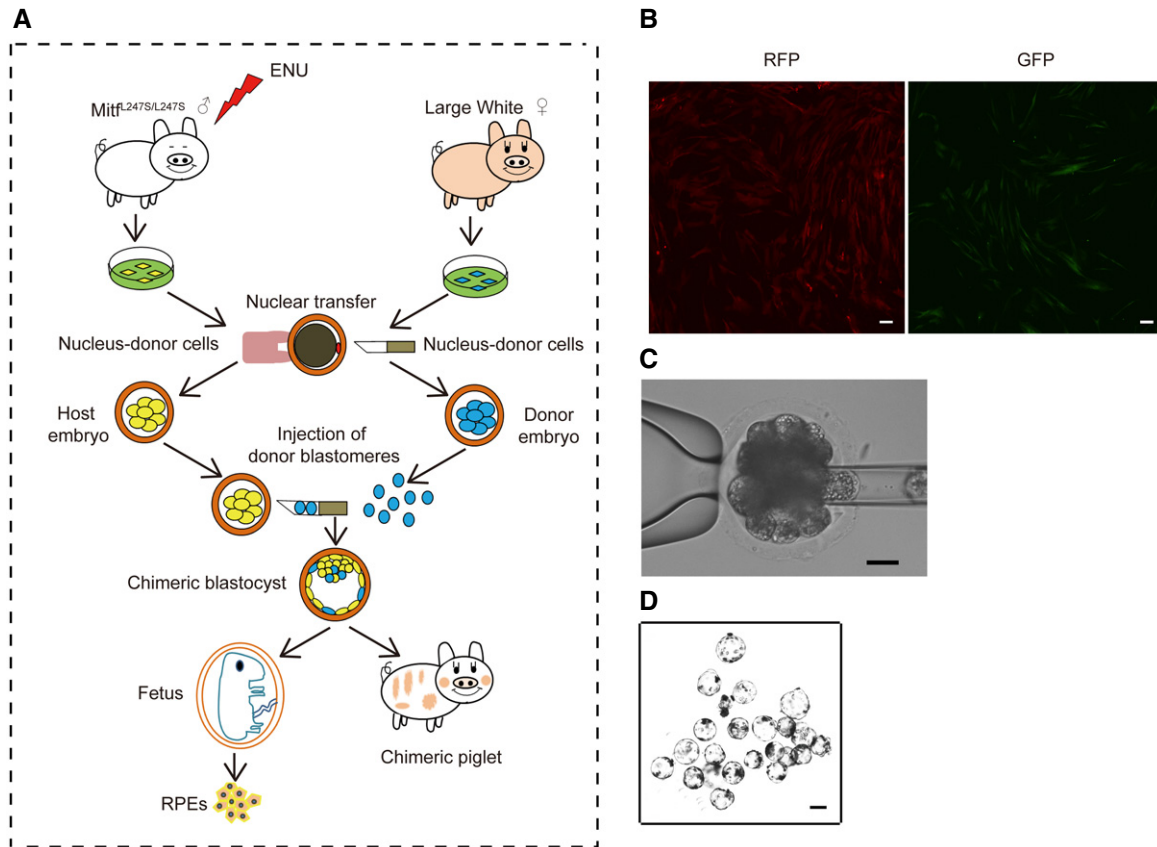 A
ENU
Mitf^L247S/L247S ♂
Large White ♀
Nuclear transfer
Nucleus-donor cells
Nucleus-donor cells
Host
embryo
Injection of
donor blastomeres
Donor
embryo
Chimeric blastocyst
Fetus
Chimeric piglet
RPEs
B
RFP
GFP
C
D